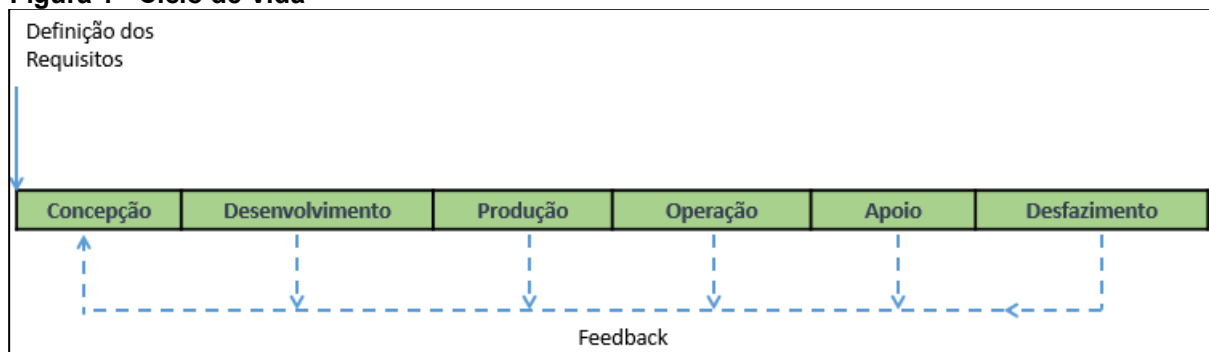 Definição dos
Requisitos
Concepção Desenvolvimento Produção Operação Apoio Desfazimento
Feedback